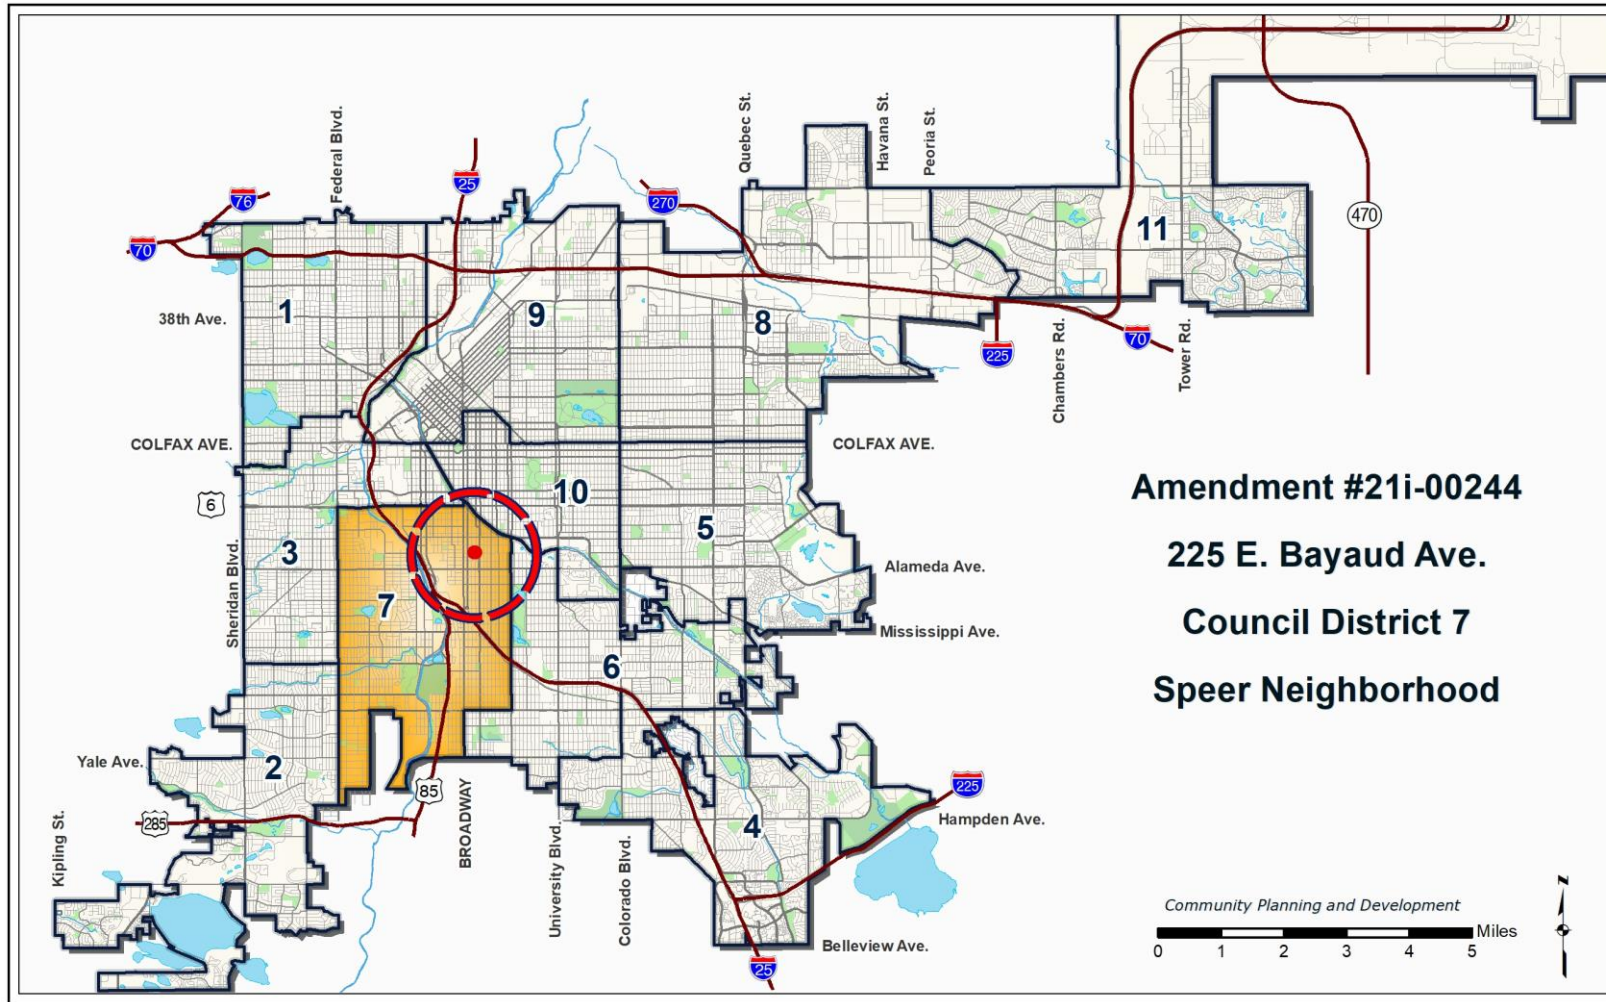 Federal Blvd.
Quebec St.
Havana St.
Peoria St.
76
25
270
70
470
11
38th Ave.
1
9
8
225
70
Chambers Rd.
Tower Rd.
COLFAX AVE.
COLFAX AVE.
6
10
3
5
Sheridan Blvd.
Alameda Ave.
7
Mississippi Ave.
6
Amendment #21i-00244
225 E. Bayaud Ave.
Council District 7
Speer Neighborhood
Yale Ave.
2
85
225
285
4
Hampden Ave.
Kipling St.
BROADWAY
University Blvd.
Colorado Blvd.
Belleview Ave.
25
Community Planning and Development
Miles
0 1 2 3 4 5
Z